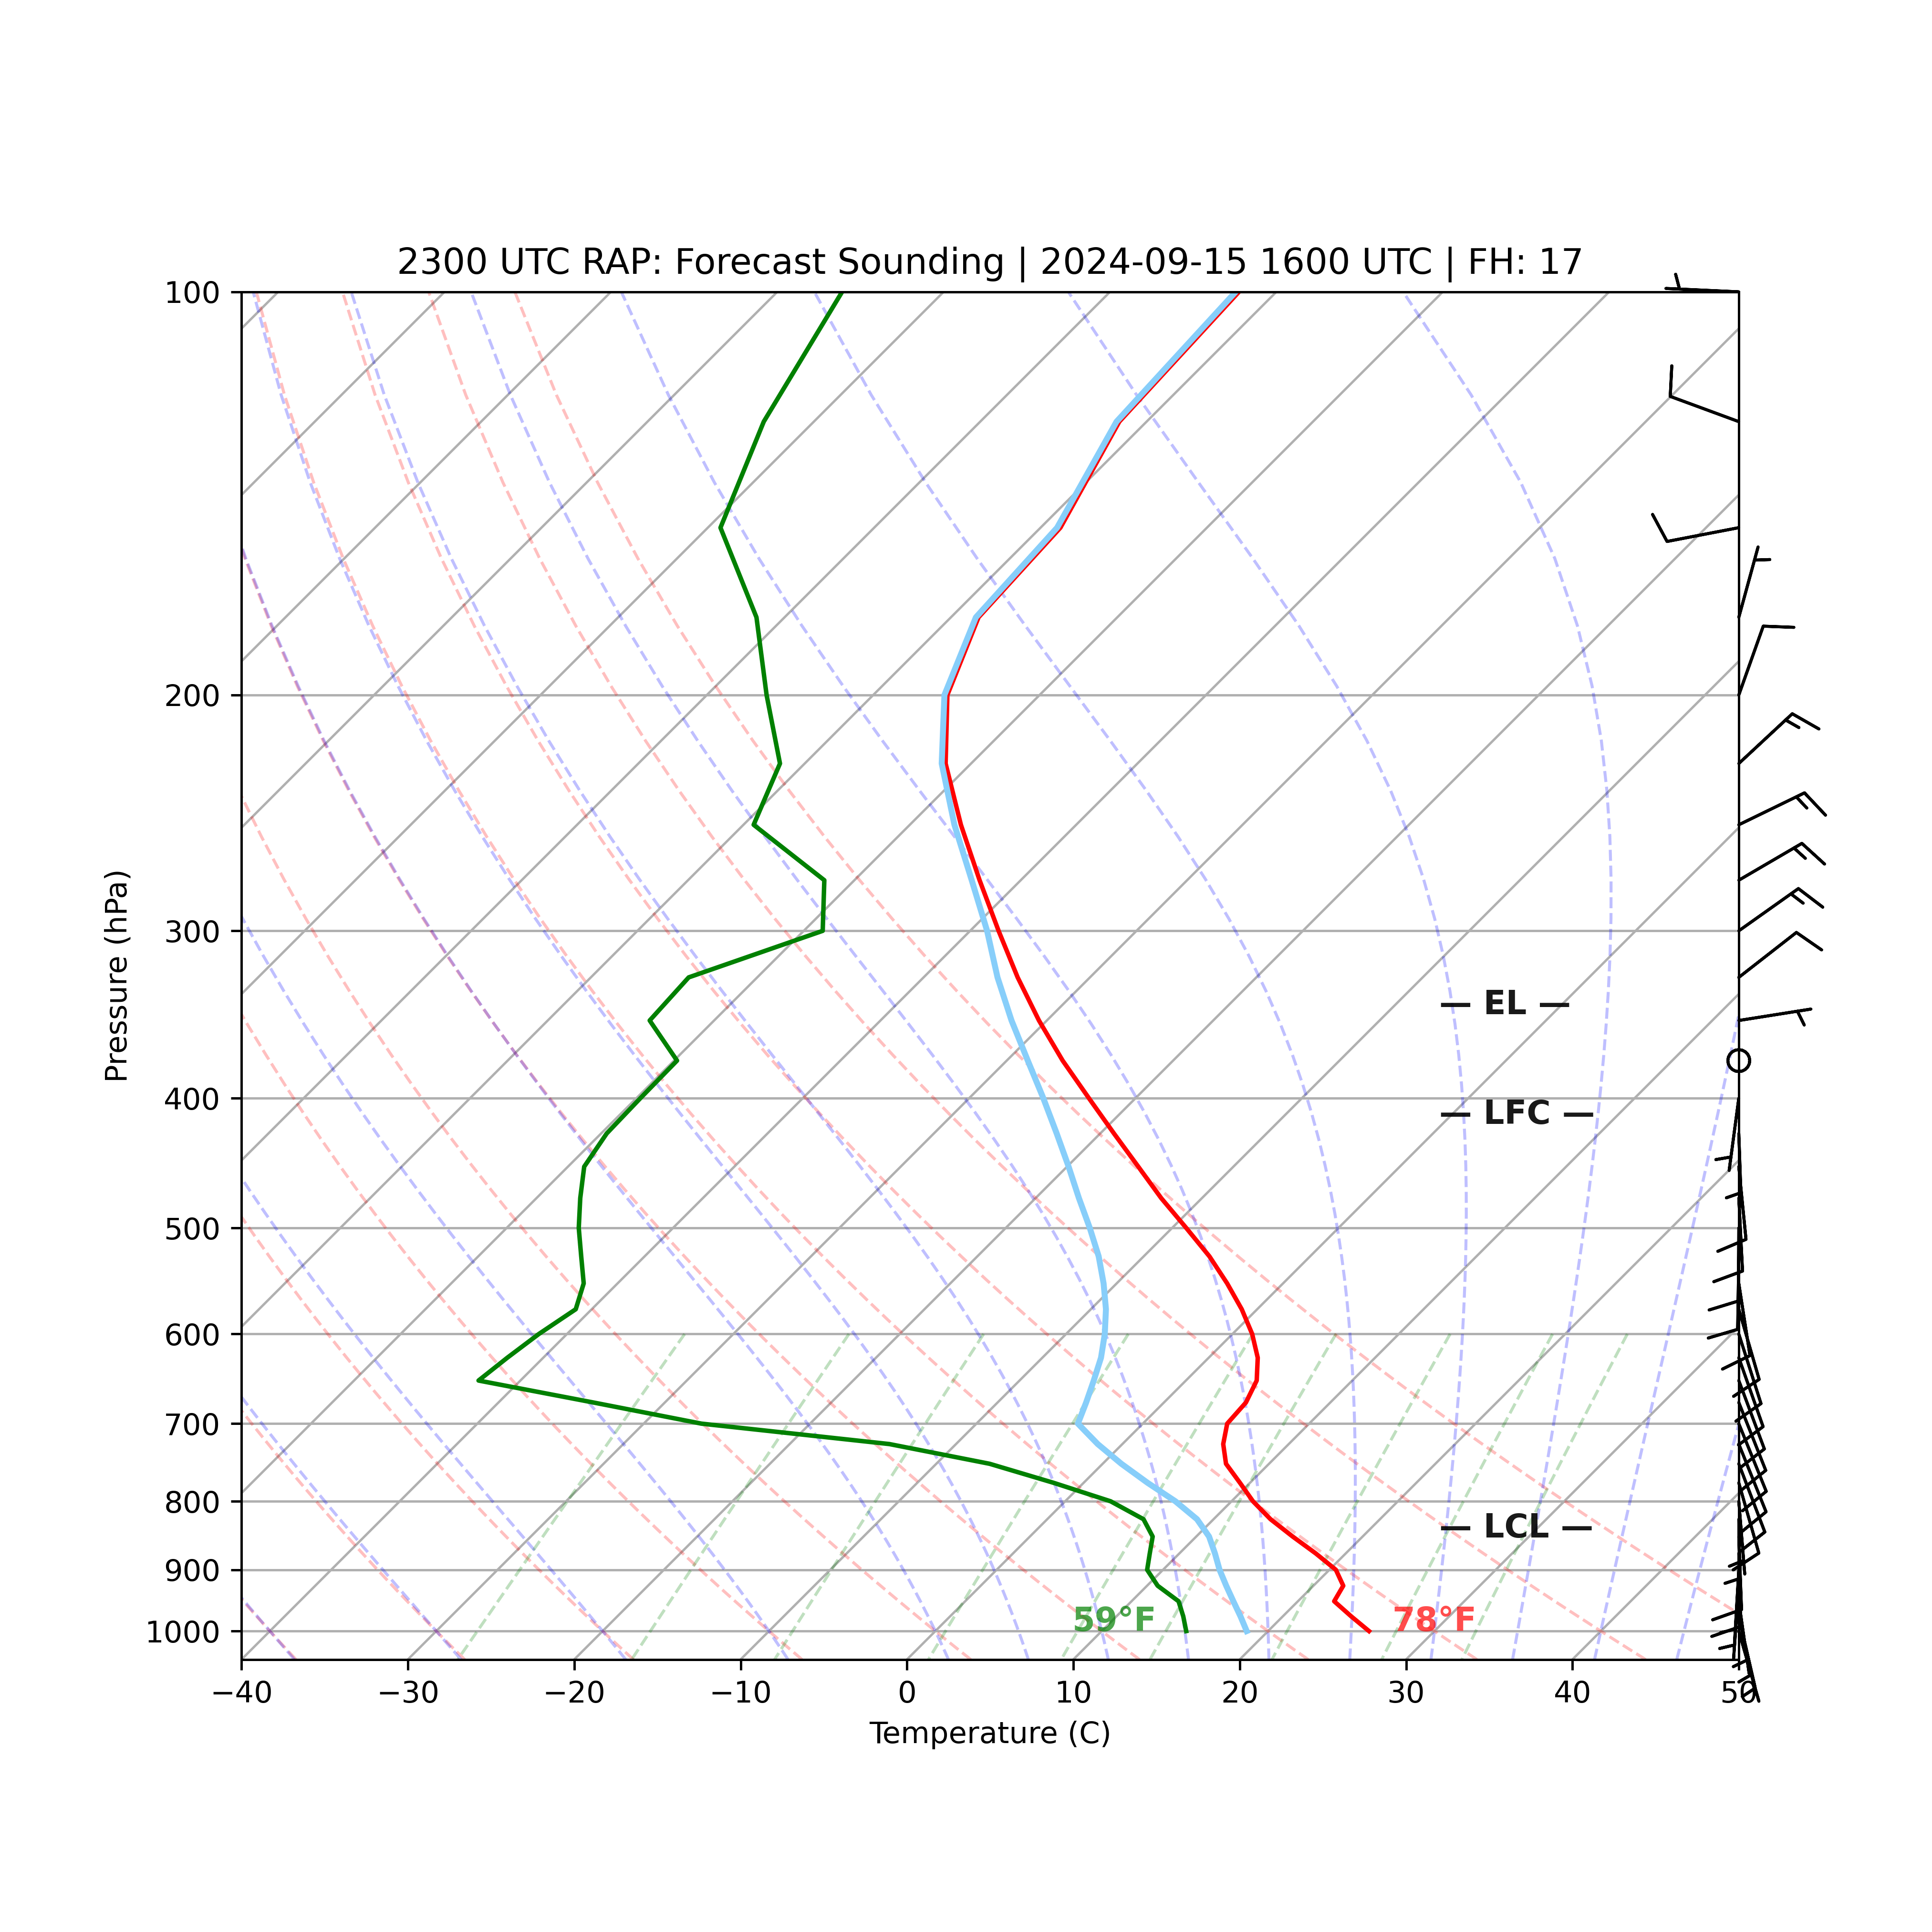 2300 UTC RAP: Forecast Sounding | 2024-09-15 1600 UTC | FH: 17
100
200
300
— EL —
400
— LFC —
500
600
700
800
— LCL —
900
59°F 78°F
1000
Pressure (hPa)
−40 −30 −20 −10 0 10 20 30 40 50
Temperature (C)